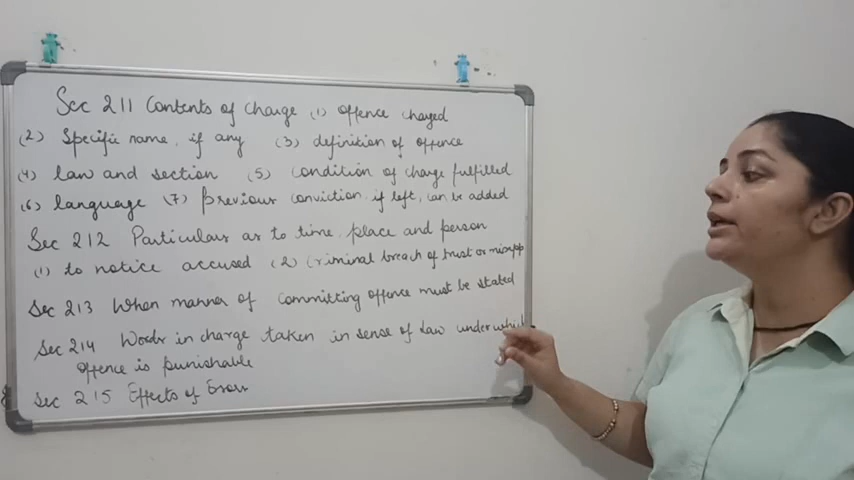 Sec 211 Contents of charge (1) offence charged
(2) Specific name, if any (3) definition of offence
(4) law and section (5) condition of charge fulfilled
(6) language (7) Previous conviction, if left, can be added
Sec 212 Particulars as to time, place and person
(1) to notice accused (2) Criminal breach of trust or misapp
Sec 213 When manner of committing offence must be stated
Sec 214 Words in charge taken in sense of law under which
offence is punishable
Sec 215 Effects of Error